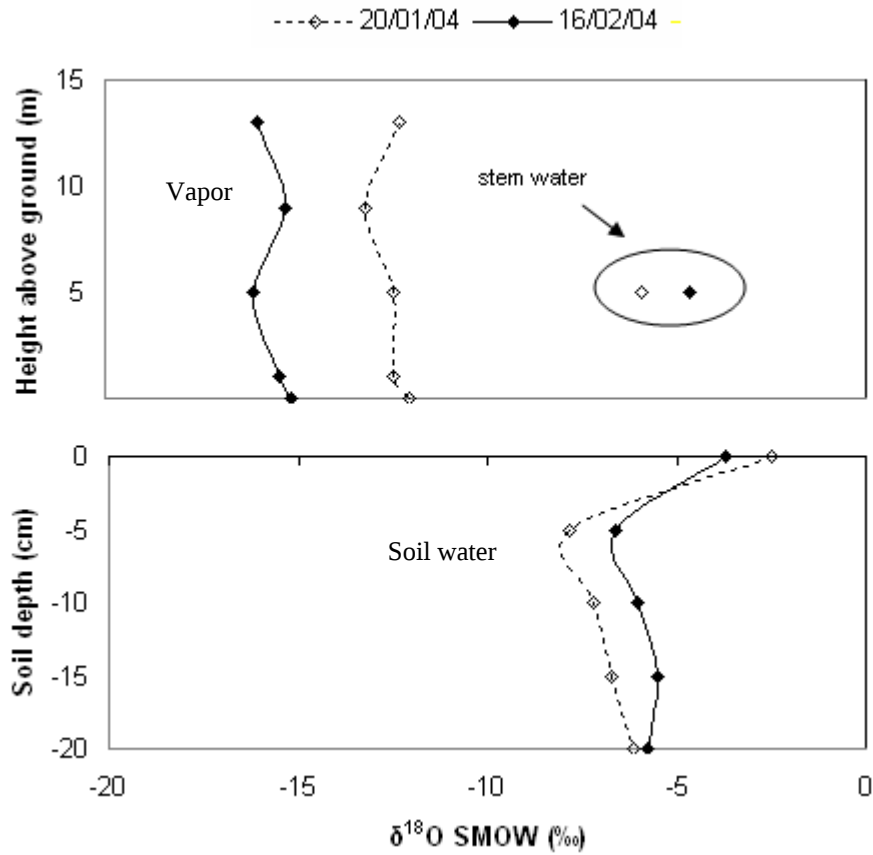 20/01/04 16/02/04
15
10
5
Height above ground (m)
Vapor
stem water
0
-5
-10
-15
-20
Soil depth (cm)
Soil water
-20 -15 -10 -5 0
δ18O SMOW (‰)